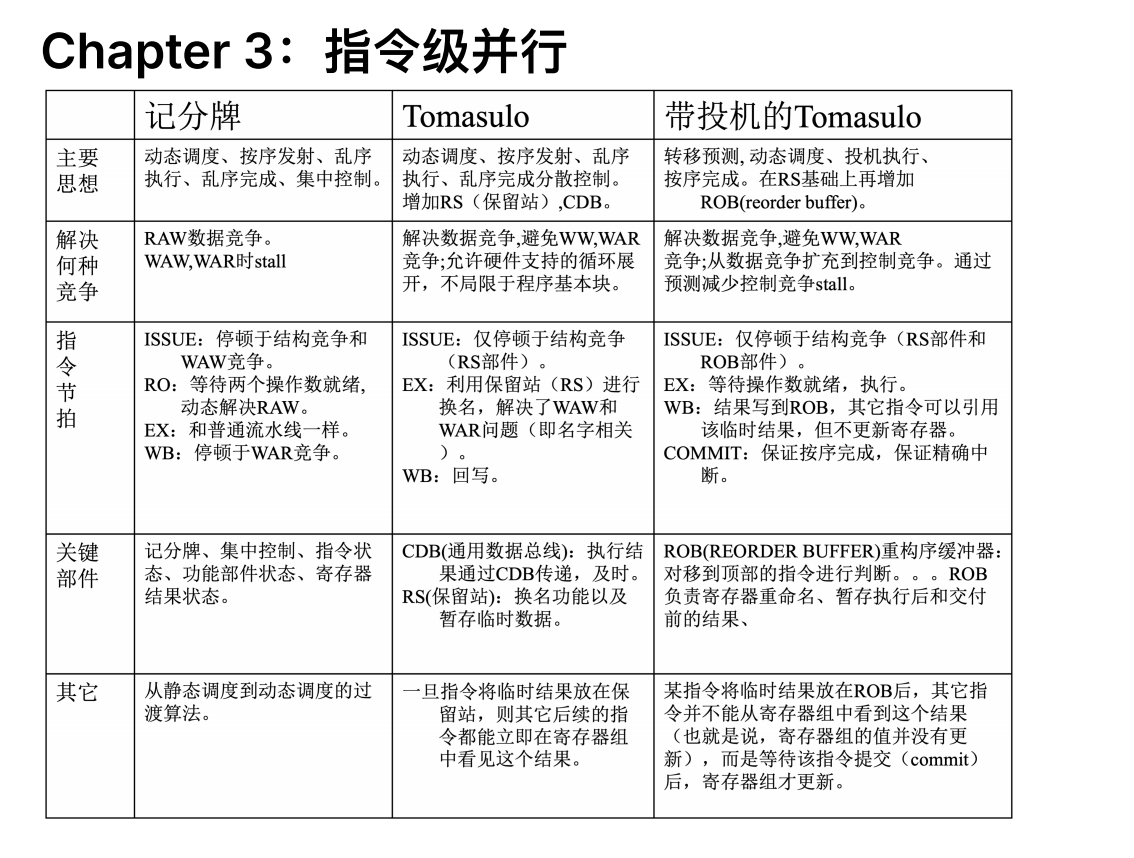 Chapter 3：指令级并行
记分牌
Tomasulo
带投机的Tomasulo
主要
思想
动态调度、按序发射、乱序
执行、乱序完成、集中控制。
动态调度、按序发射、乱序
执行、乱序完成分散控制。
增加RS（保留站）,CDB。
转移预测, 动态调度、投机执行、
按序完成。在RS基础上再增加
ROB(reorder buffer)。
解决
何种
竞争
RAW数据竞争。
WAW,WAR时stall
解决数据竞争,避免WW,WAR
竞争;允许硬件支持的循环展
开，不局限于程序基本块。
解决数据竞争,避免WW,WAR
竞争;从数据竞争扩充到控制竞争。通过
预测减少控制竞争stall。
指
令
节
拍
ISSUE：停顿于结构竞争和
WAW竞争。
RO：等待两个操作数就绪,
动态解决RAW。
EX：和普通流水线一样。
WB：停顿于WAR竞争。
ISSUE：仅停顿于结构竞争
（RS部件）。
EX：利用保留站（RS）进行
换名，解决了WAW和
WAR问题（即名字相关
）。
WB：回写。
ISSUE：仅停顿于结构竞争（RS部件和
ROB部件）。
EX：等待操作数就绪，执行。
WB：结果写到ROB，其它指令可以引用
该临时结果，但不更新寄存器。
COMMIT：保证按序完成，保证精确中
断。
关键
部件
记分牌、集中控制、指令状
态、功能部件状态、寄存器
结果状态。
CDB(通用数据总线)：执行结
果通过CDB传递，及时。
RS(保留站)：换名功能以及
暂存临时数据。
ROB(REORDER BUFFER)重构序缓冲器：
对移到顶部的指令进行判断。。。ROB
负责寄存器重命名、暂存执行后和交付
前的结果、
其它
从静态调度到动态调度的过
渡算法。
一旦指令将临时结果放在保
留站，则其它后续的指
令都能立即在寄存器组
中看见这个结果。
某指令将临时结果放在ROB后，其它指
令并不能从寄存器组中看到这个结果
（也就是说，寄存器组的值并没有更
新），而是等待该指令提交（commit）
后，寄存器组才更新。